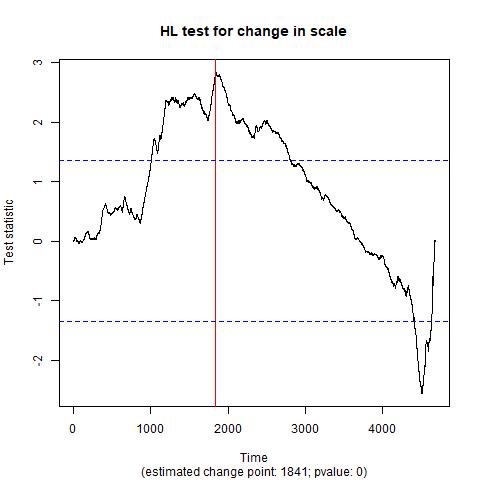 HL test for change in scale
3
2
1
0
-1
-2
Test statistic
0 1000 2000 3000 4000
Time
(estimated change point: 1841; pvalue: 0)